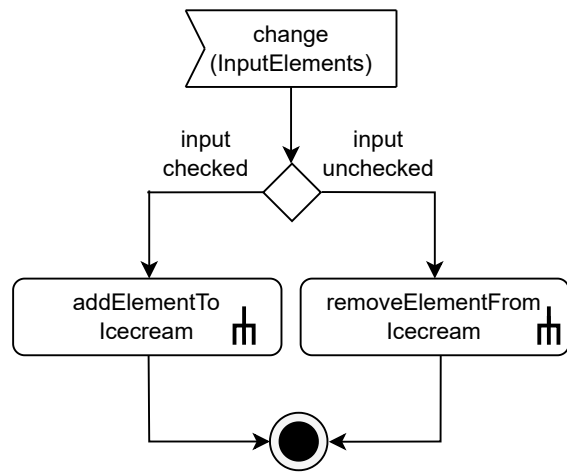 change
(InputElements)
input
checked
input
unchecked
addElementTo
Icecream
removeElementFrom
Icecream